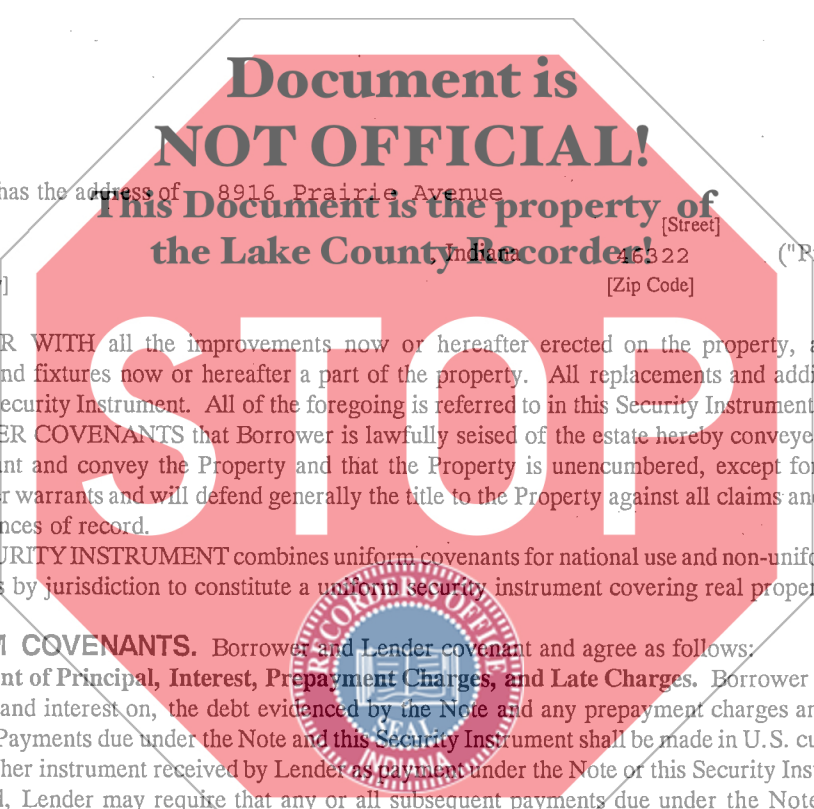 Document is
NOT OFFICIAL!
has the address of 8916 Prairie Avenue
This Document is the property of
[Street]
the Lake County Recorder!
, Indiana 46322 ("P
]
[Zip Code]
STOP
R WITH all the improvements now or hereafter erected on the property, a
nd fixtures now or hereafter a part of the property. All replacements and addi
ecurity Instrument. All of the foregoing is referred to in this Security Instrument
ER COVENANTS that Borrower is lawfully seised of the estate hereby conveye
nt and convey the Property and that the Property is unencumbered, except for
r warrants and will defend generally the title to the Property against all claims an
nces of record.
URITY INSTRUMENT combines uniform covenants for national use and non-unifo
s by jurisdiction to constitute a uniform security instrument covering real proper
M COVENANTS. Borrower and Lender covenant and agree as follows:
nt of Principal, Interest, Prepayment Charges, and Late Charges. Borrower
and interest on, the debt evidenced by the Note and any prepayment charges an
Payments due under the Note and this Security Instrument shall be made in U.S. cu
her instrument received by Lender as payment under the Note or this Security Ins
d, Lender may require that any or all subsequent payments due under the Note
RECORDER'S OFFICE
SEAL
INDIANA